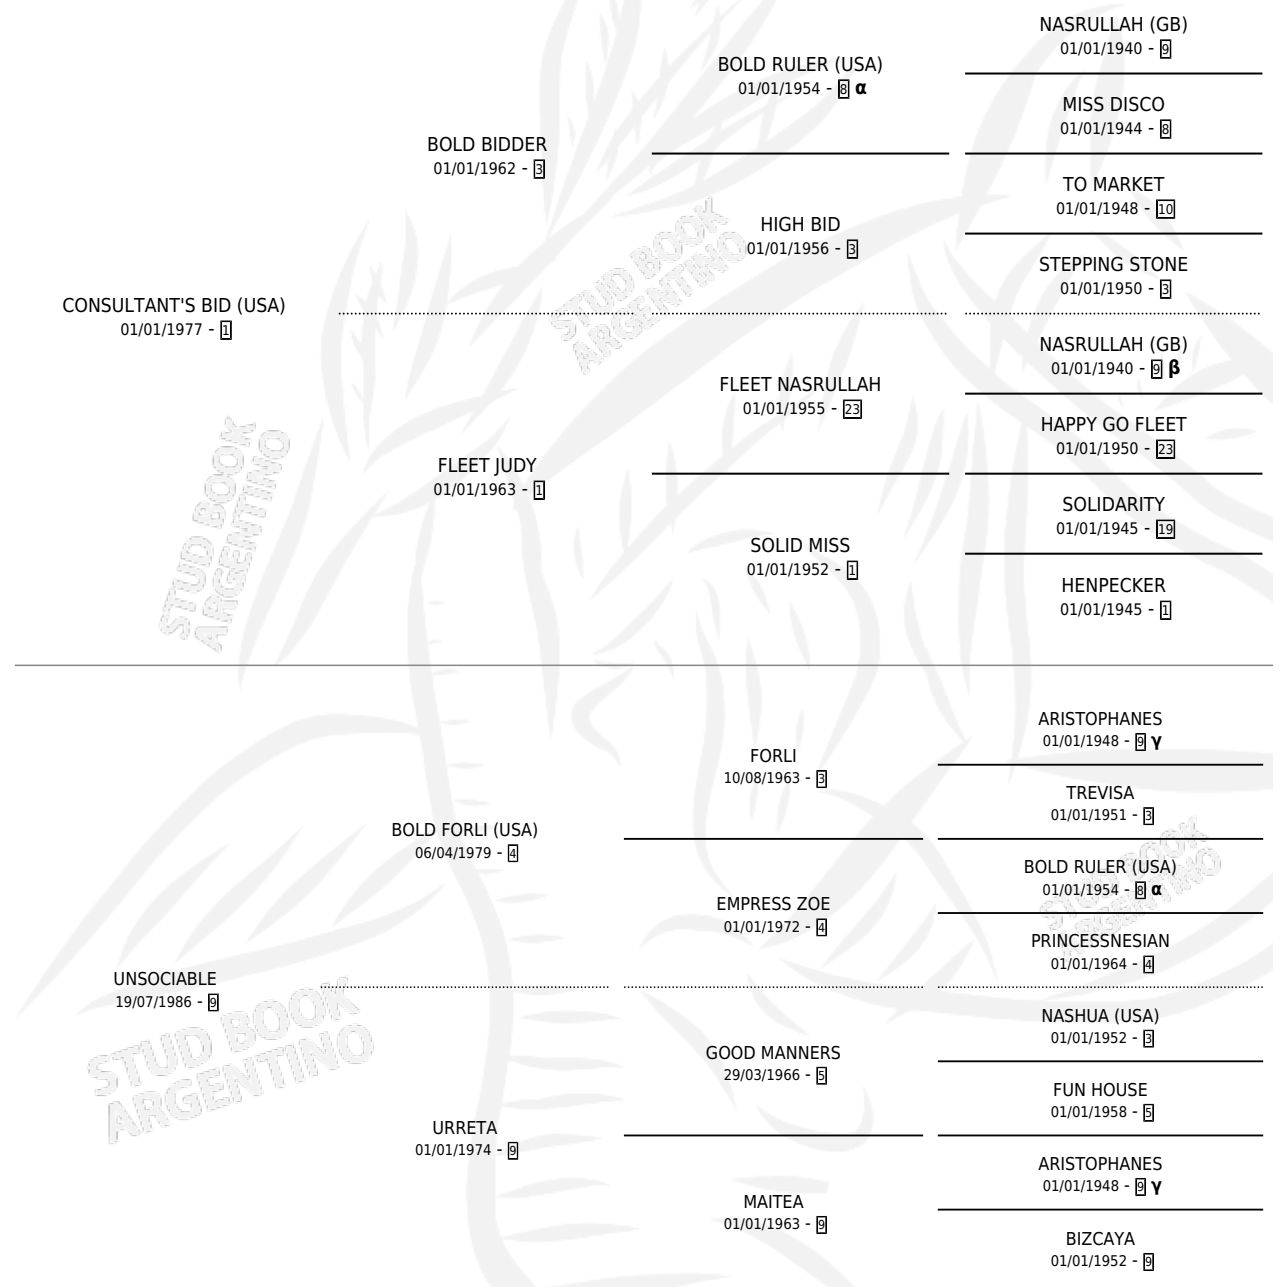 NASRULLAH (GB)
01/01/1940 - 9
BOLD RULER (USA)
01/01/1954 - 8 α
MISS DISCO
01/01/1944 - 8
BOLD BIDDER
01/01/1962 - 3
TO MARKET
01/01/1948 - 10
HIGH BID
01/01/1956 - 3
STEPPING STONE
01/01/1950 - 3
CONSULTANT'S BID (USA)
01/01/1977 - 1
NASRULLAH (GB)
01/01/1940 - 9 β
FLEET NASRULLAH
01/01/1955 - 23
HAPPY GO FLEET
01/01/1950 - 23
FLEET JUDY
01/01/1963 - 1
SOLIDARITY
01/01/1945 - 19
SOLID MISS
01/01/1952 - 1
HENPECKER
01/01/1945 - 1
ARISTOPHANES
01/01/1948 - 9 γ
FORLI
10/08/1963 - 3
TREVISA
01/01/1951 - 3
BOLD FORLI (USA)
06/04/1979 - 4
BOLD RULER (USA)
01/01/1954 - 8 α
EMPRESS ZOE
01/01/1972 - 4
PRINCESSNESIAN
01/01/1964 - 4
UNSOCIABLE
19/07/1986 - 9
NASHUA (USA)
01/01/1952 - 3
GOOD MANNERS
29/03/1966 - 5
FUN HOUSE
01/01/1958 - 5
URRETA
01/01/1974 - 9
ARISTOPHANES
01/01/1948 - 9 γ
MAITEA
01/01/1963 - 9
BIZCAYA
01/01/1952 - 9
STUD BOOK
ARGENTINO
STUD BOOK
ARGENTINO
STUD BOOK
ARGENTINO
STUD BOOK
ARGENTINO